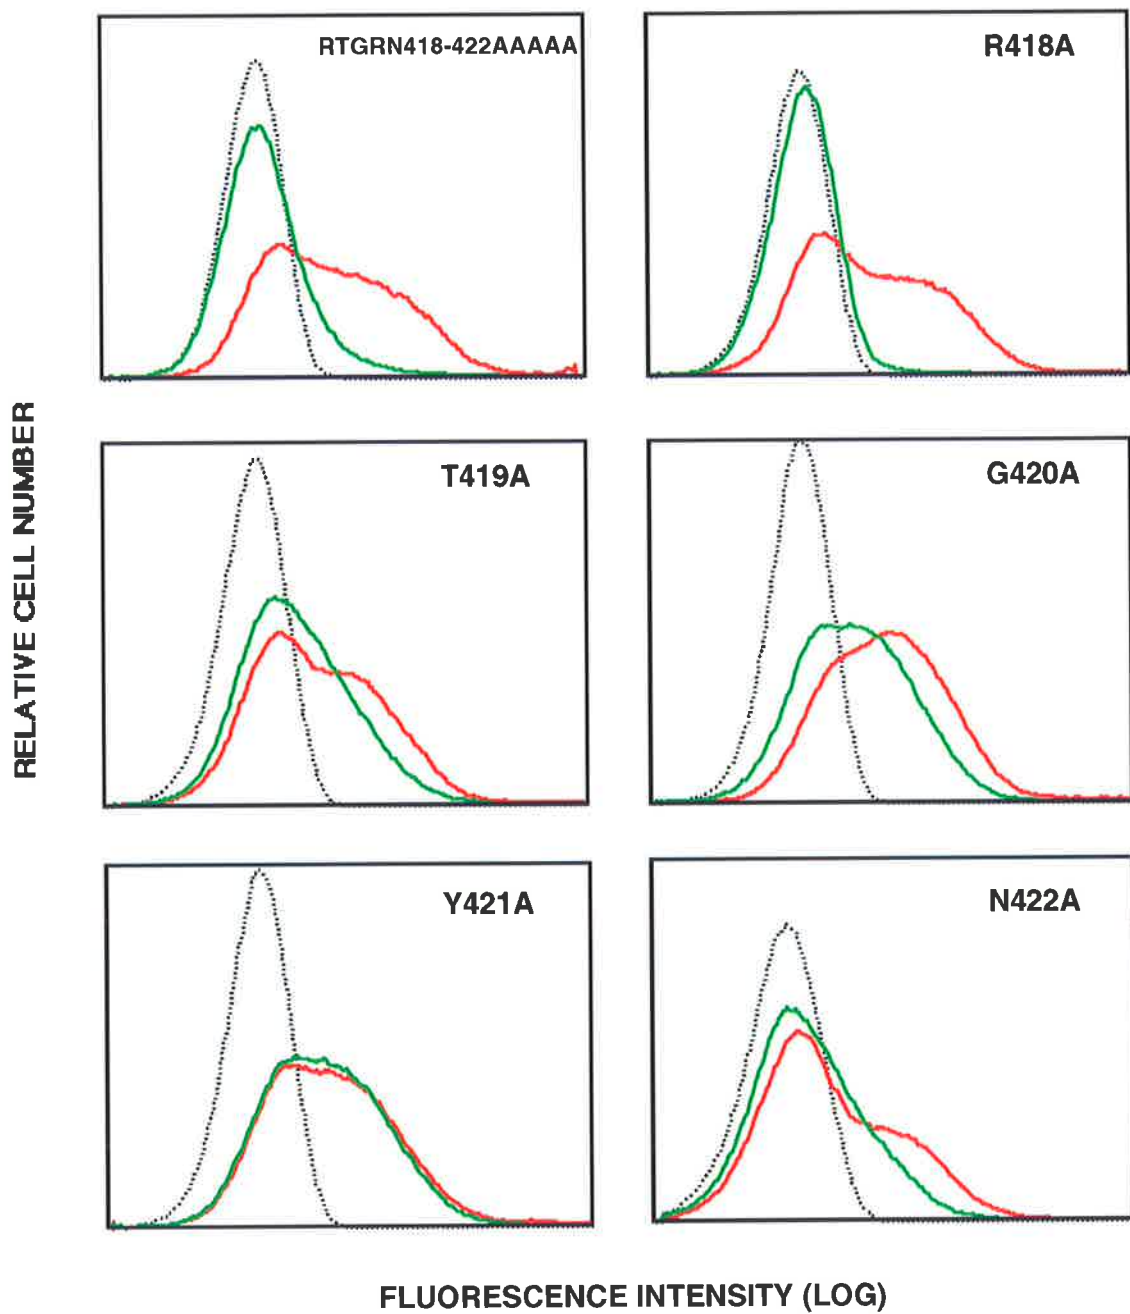 RTGRN418-422AAAAA
R418A
T419A
G420A
Y421A
N422A
RELATIVE CELL NUMBER
FLUORESCENCE INTENSITY (LOG)